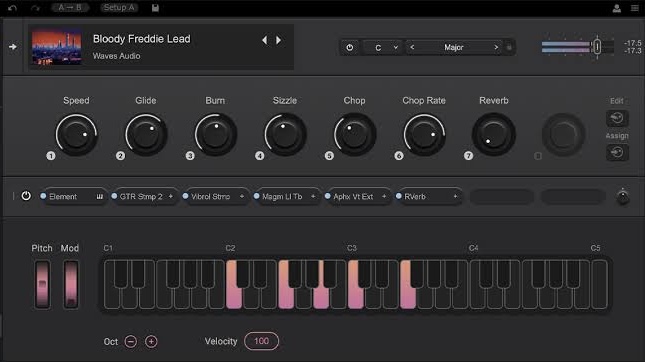 A → B Setup A
Bloody Freddie Lead
Waves Audio
C Major
-17.5
-17.3
Speed Glide Burn Sizzle Chop Chop Rate Reverb Edit
Assign
1 2 3 4 5 6 7
Element GTR Stmp 2 Vibrol Stmp Magm LI Tb Aphx Vt Ext RVerb
Pitch Mod C1 C2 C3 C4 C5
Oct Velocity 100